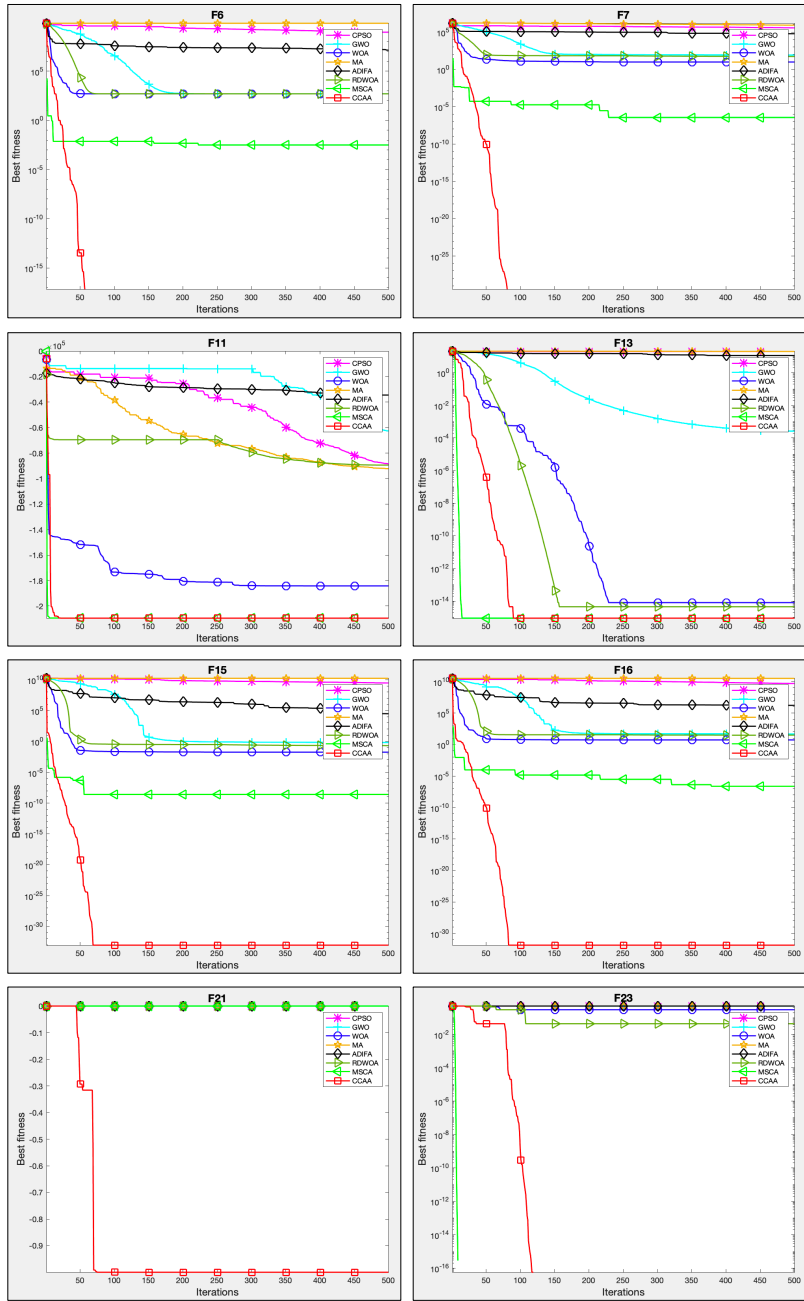 F6
10^5
10^0
10^-5
10^-10
10^-15
Best fitness
50 100 150 200 250 300 350 400 450 500
Iterations
CPSO
GWO
WOA
MA
ADIFA
RDWOA
MSCA
CCAA
F7
10^5
10^0
10^-5
10^-10
10^-15
10^-20
10^-25
Best fitness
50 100 150 200 250 300 350 400 450 500
Iterations
CPSO
GWO
WOA
MA
ADIFA
RDWOA
MSCA
CCAA
F11
×10^5
0
-0.2
-0.4
-0.6
-0.8
-1
-1.2
-1.4
-1.6
-1.8
-2
Best fitness
50 100 150 200 250 300 350 400 450 500
Iterations
CPSO
GWO
WOA
MA
ADIFA
RDWOA
MSCA
CCAA
F13
10^0
10^-2
10^-4
10^-6
10^-8
10^-10
10^-12
10^-14
Best fitness
50 100 150 200 250 300 350 400 450 500
Iterations
CPSO
GWO
WOA
MA
ADIFA
RDWOA
MSCA
CCAA
F15
10^10
10^5
10^0
10^-5
10^-10
10^-15
10^-20
10^-25
10^-30
Best fitness
50 100 150 200 250 300 350 400 450 500
Iterations
CPSO
GWO
WOA
MA
ADIFA
RDWOA
MSCA
CCAA
F16
10^10
10^5
10^0
10^-5
10^-10
10^-15
10^-20
10^-25
10^-30
Best fitness
50 100 150 200 250 300 350 400 450 500
Iterations
CPSO
GWO
WOA
MA
ADIFA
RDWOA
MSCA
CCAA
F21
0
-0.1
-0.2
-0.3
-0.4
-0.5
-0.6
-0.7
-0.8
-0.9
Best fitness
50 100 150 200 250 300 350 400 450 500
Iterations
CPSO
GWO
WOA
MA
ADIFA
RDWOA
MSCA
CCAA
F23
10^-2
10^-4
10^-6
10^-8
10^-10
10^-12
10^-14
10^-16
Best fitness
50 100 150 200 250 300 350 400 450 500
Iterations
CPSO
GWO
WOA
MA
ADIFA
RDWOA
MSCA
CCAA